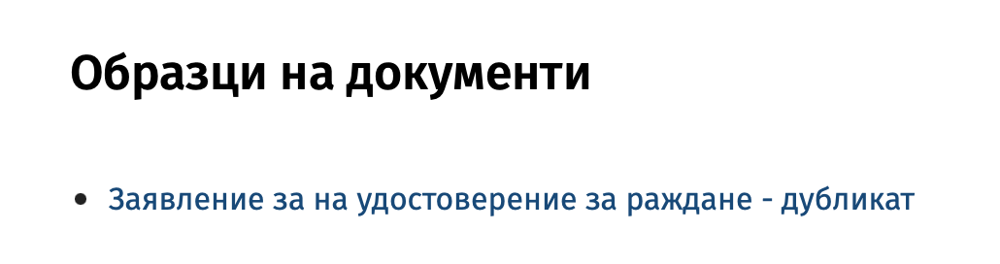 Образци на документи
• Заявление за на удостоверение за раждане - дубликат